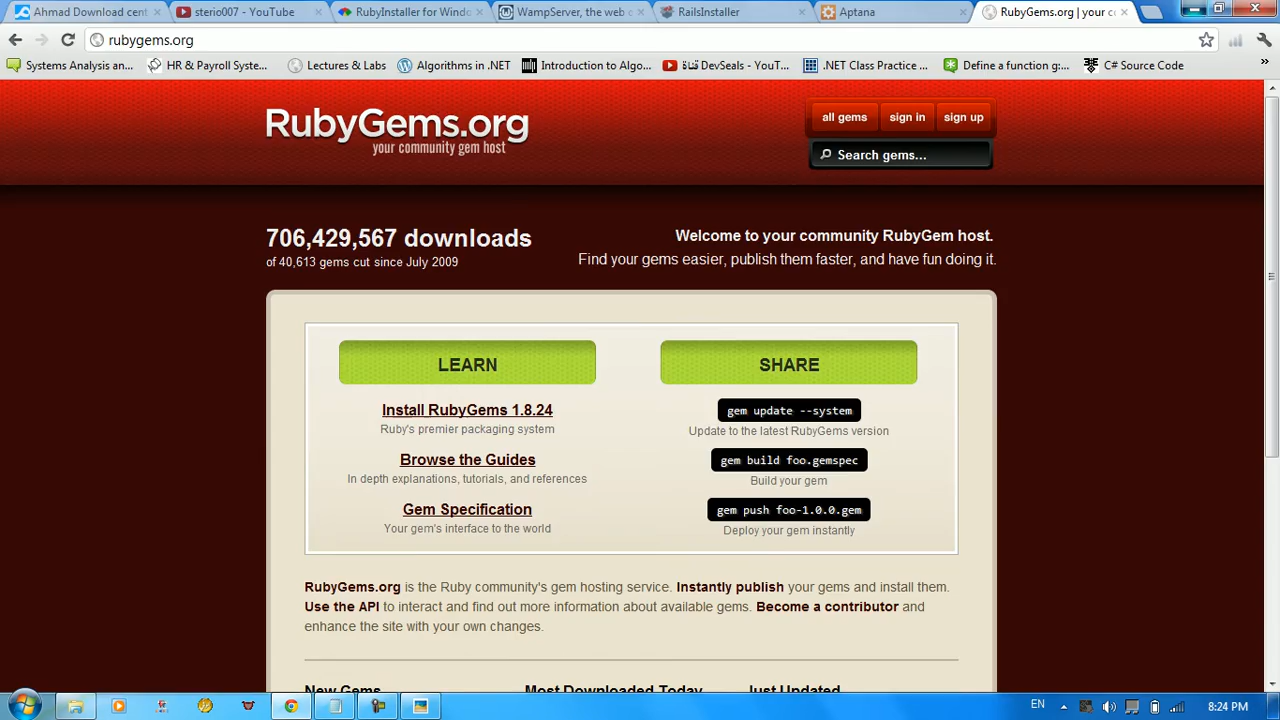 Ahmad Download cent
sterio007 - YouTube
RubyInstaller for Windo
WampServer, the web d
RailsInstaller
Aptana
RubyGems.org | your co
rubygems.org
Systems Analysis an...
HR & Payroll Syste...
Lectures & Labs
Algorithms in .NET
Introduction to Algo...
DevSeals - YouT...
.NET Class Practice ...
Define a function g:...
C# Source Code
RubyGems.org
your community gem host
all gems
sign in
sign up
Search gems...
706,429,567 downloads
of 40,613 gems cut since July 2009
Welcome to your community RubyGem host.
Find your gems easier, publish them faster, and have fun doing it.
LEARN
Install RubyGems 1.8.24
Ruby's premier packaging system
Browse the Guides
In depth explanations, tutorials, and references
Gem Specification
Your gem's interface to the world
SHARE
gem update --system
Update to the latest RubyGems version
gem build foo.gemspec
Build your gem
gem push foo-1.0.0.gem
Deploy your gem instantly
RubyGems.org is the Ruby community's gem hosting service. Instantly publish your gems and install them.
Use the API to interact and find out more information about available gems. Become a contributor and
enhance the site with your own changes.
New Gems
Most Downloaded Today
Just Updated
EN
8:24 PM